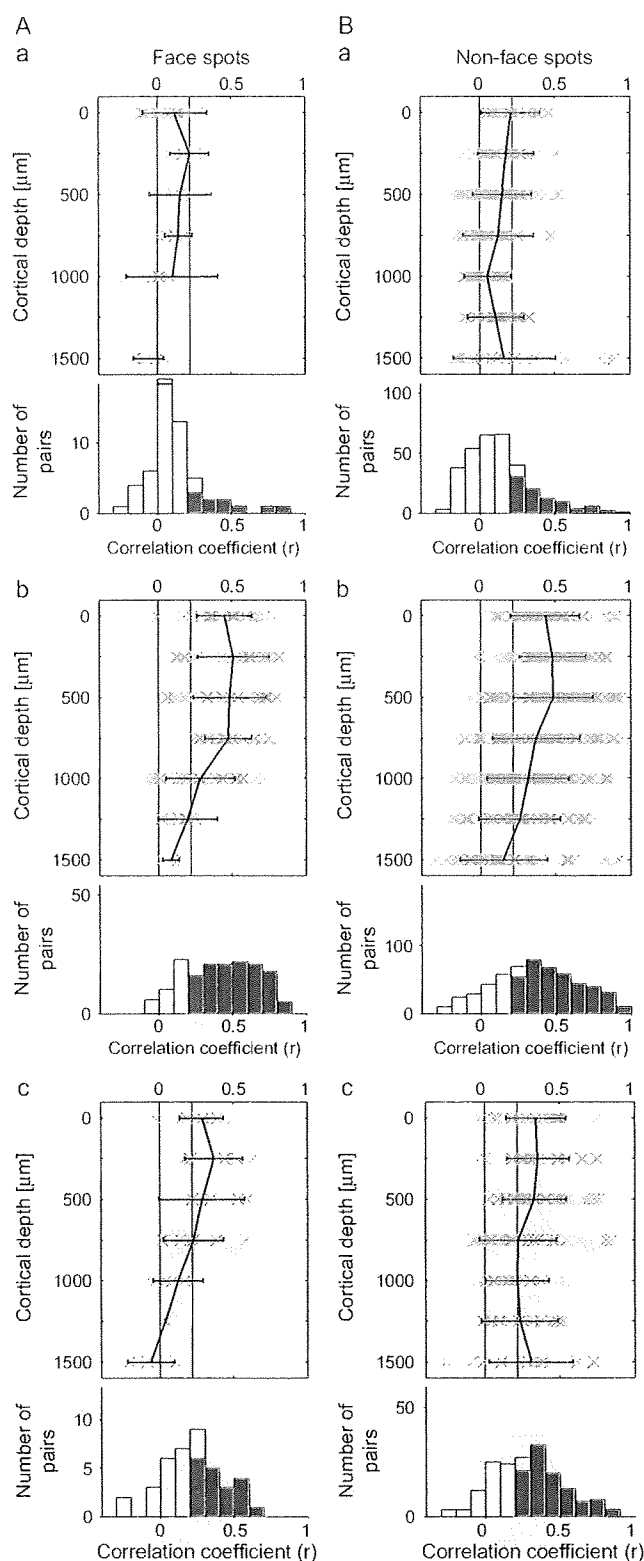 A
B
a
a
Face spots
Non-face spots
0 0.5 1
0 0.5 1
Cortical depth [µm]
0
500
1000
1500
Cortical depth [µm]
0
500
1000
1500
Number of pairs
10
0
Number of pairs
100
50
0
0 0.5 1
0 0.5 1
Correlation coefficient (r)
Correlation coefficient (r)
b
b
0 0.5 1
0 0.5 1
Cortical depth [µm]
0
500
1000
1500
Cortical depth [µm]
0
500
1000
1500
Number of pairs
50
0
Number of pairs
100
0
0 0.5 1
0 0.5 1
Correlation coefficient (r)
Correlation coefficient (r)
c
c
0 0.5 1
0 0.5 1
Cortical depth [µm]
0
500
1000
1500
Cortical depth [µm]
0
500
1000
1500
Number of pairs
10
5
0
Number of pairs
50
0
0 0.5 1
0 0.5 1
Correlation coefficient (r)
Correlation coefficient (r)